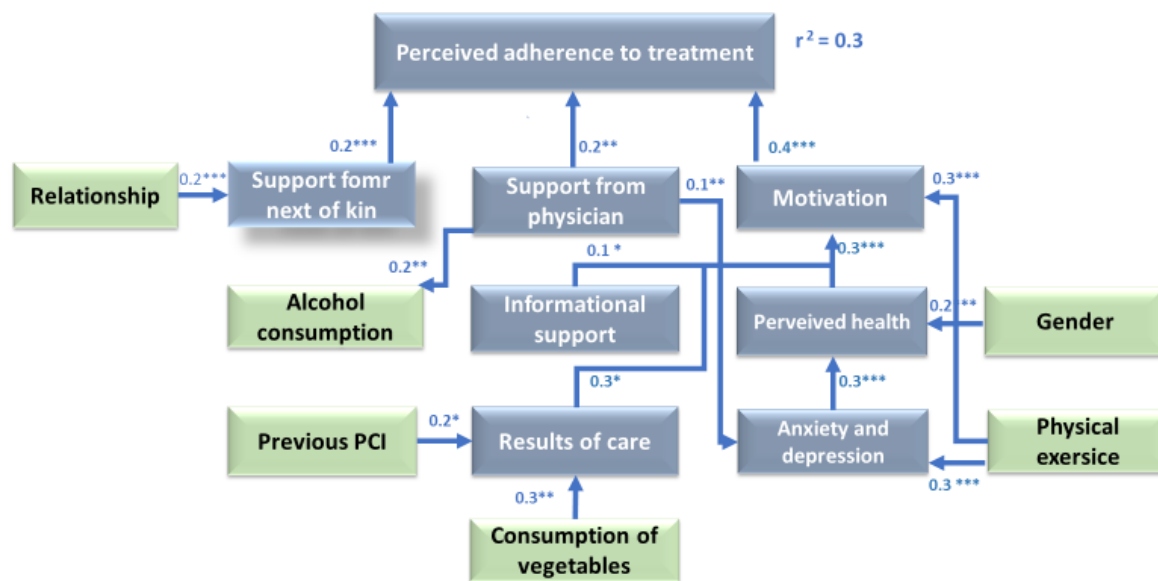 Perceived adherence to treatment
r² = 0.3
0.2***
0.2**
0.4***
Relationship
0.2***
Support fomr
next of kin
Support from
physician
0.1**
Motivation
0.3***
0.2**
0.1 *
0.3***
Alcohol
consumption
Informational
support
Perveived health
Gender
0.3*
0.3***
Previous PCI
0.2*
Results of care
Anxiety and
depression
Physical
exersice
0.3**
0.3 ***
Consumption of
vegetables